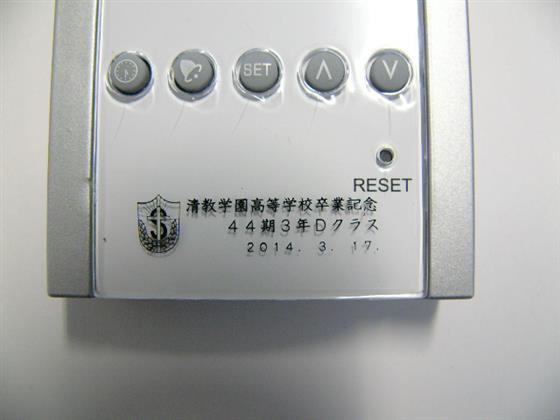 SET
RESET
清教学園高等学校卒業記念
44期3年Dクラス
2014. 3. 17.